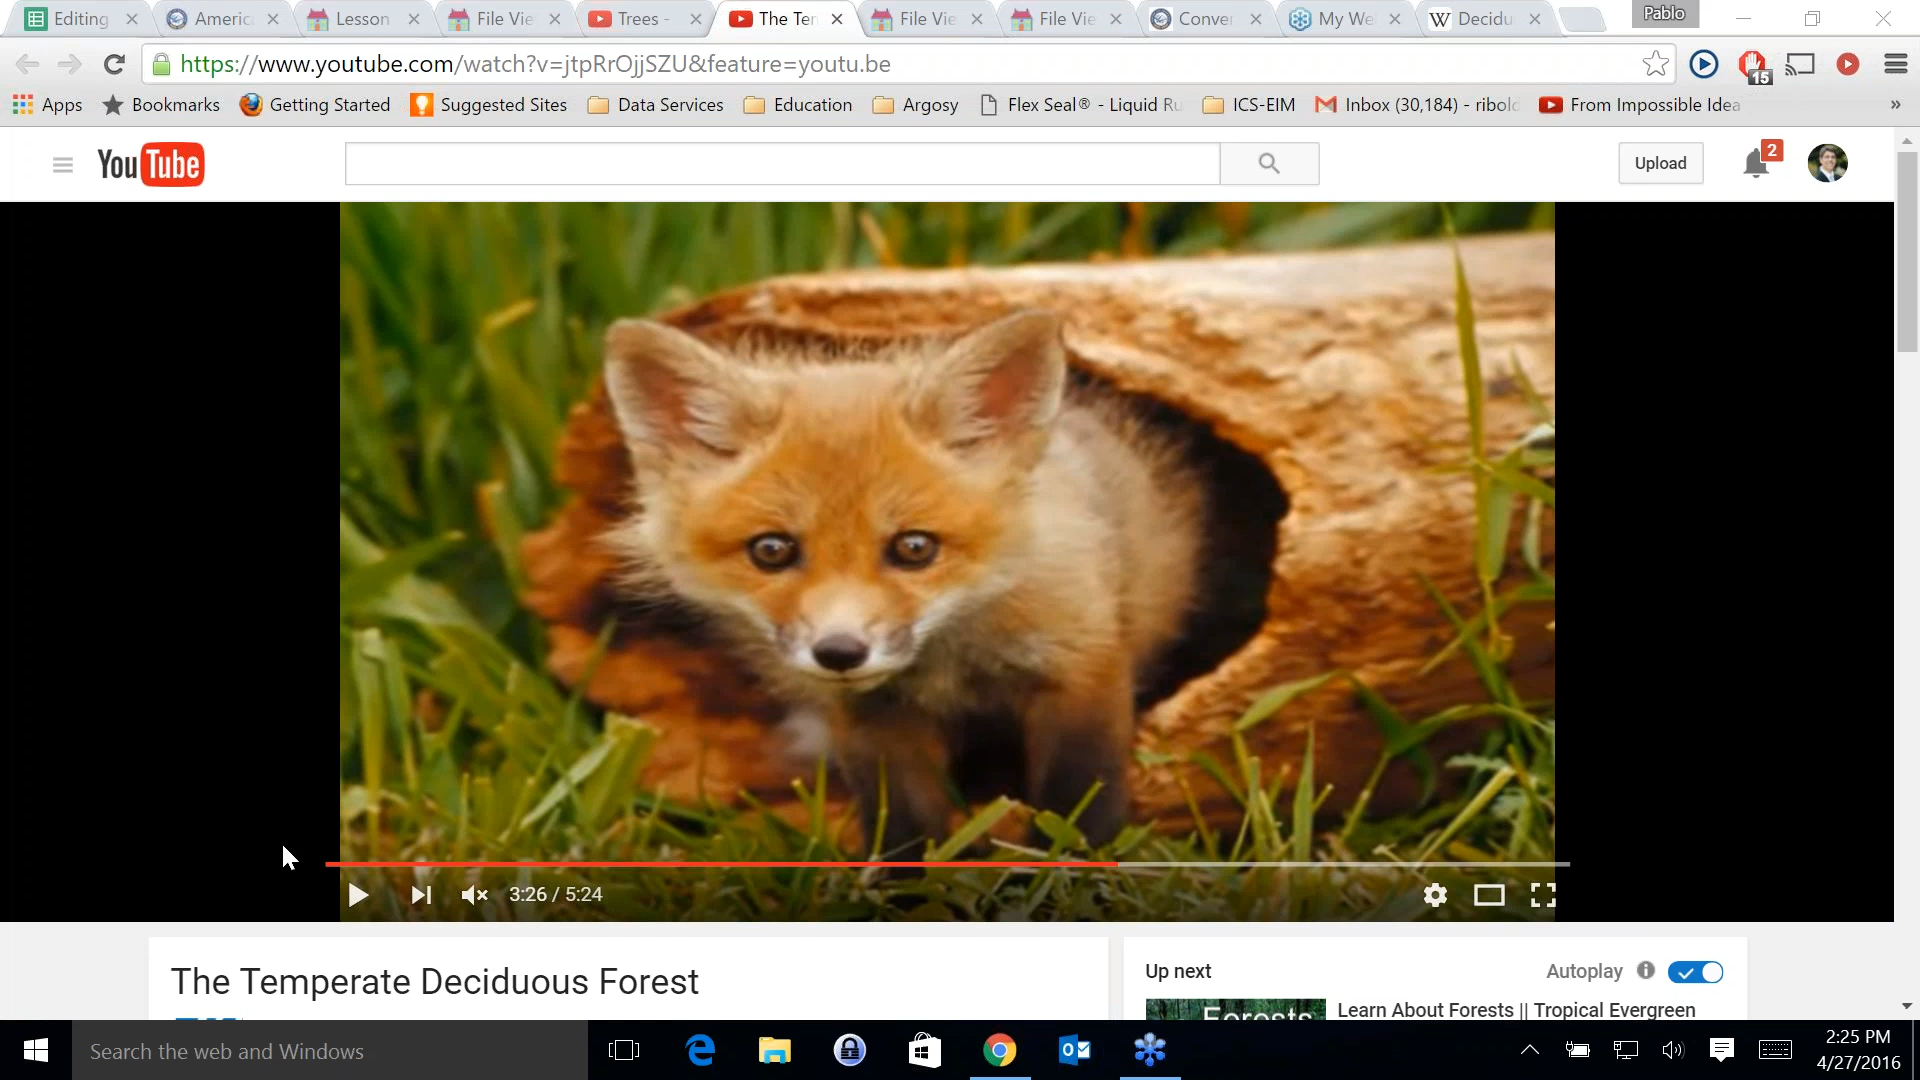 Editing
Americ
Lesson
File Vie
Trees -
The Ten
File Vie
File Vie
Conver
My We
Decidu
Pablo
https://www.youtube.com/watch?v=jtpRrOjjSZU&feature=youtu.be
15
Apps
Bookmarks
Getting Started
Suggested Sites
Data Services
Education
Argosy
Flex Seal® - Liquid Ru
ICS-EIM
Inbox (30,184) - ribolo
From Impossible Idea
»
YouTube
Upload
2
3:26 / 5:24
The Temperate Deciduous Forest
Up next
Autoplay
Forests
Learn About Forests || Tropical Evergreen
Search the web and Windows
2:25 PM
4/27/2016